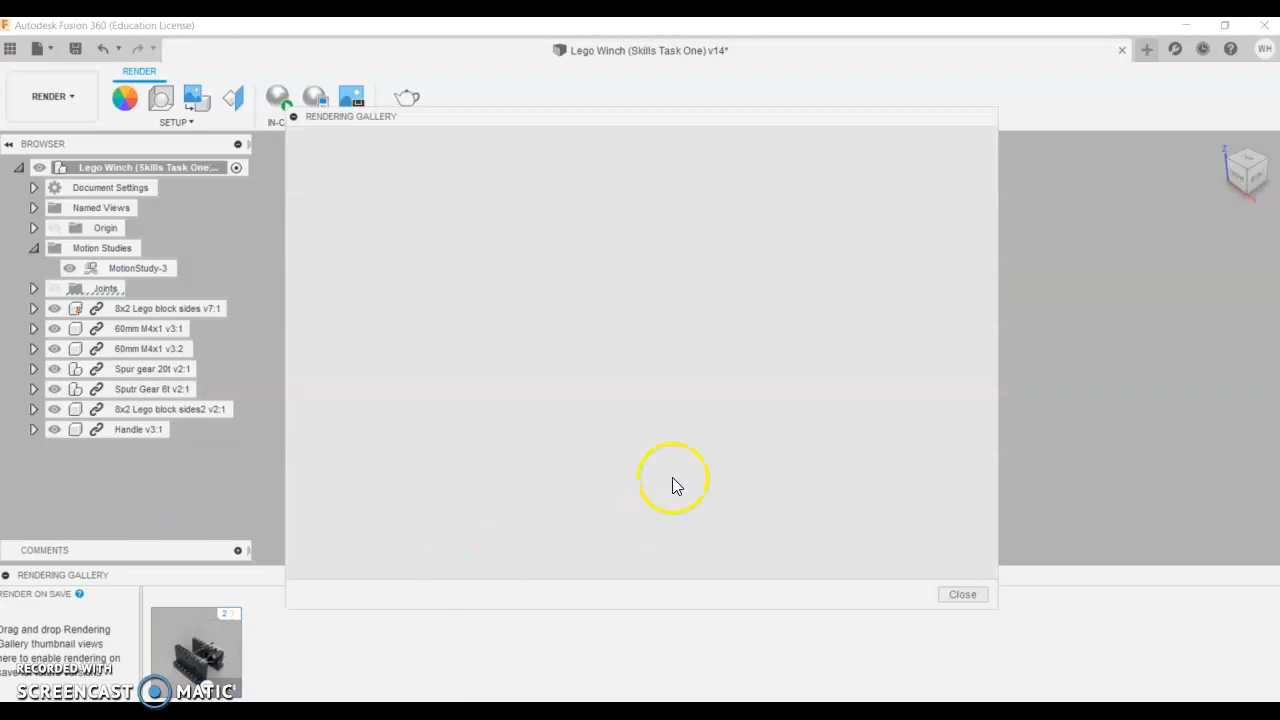 Autodesk Fusion 360 (Education License)
Lego Winch (Skills Task One) v14*
WH
RENDER
RENDER ▾
SETUP ▾
IN-C
RENDERING GALLERY
BROWSER
Lego Winch (Skills Task One)...
Document Settings
Named Views
Origin
Motion Studies
MotionStudy-3
Joints
8x2 Lego block sides v7:1
60mm M4x1 v3:1
60mm M4x1 v3:2
Spur gear 20t v2:1
Sputr Gear 6t v2:1
8x2 Lego block sides2 v2:1
Handle v3:1
COMMENTS
Close
RENDERING GALLERY
RENDER ON SAVE
2
Drag and drop Rendering
Gallery thumbnail views
here to enable rendering on
RECORDED WITH
SCREENCAST MATIC